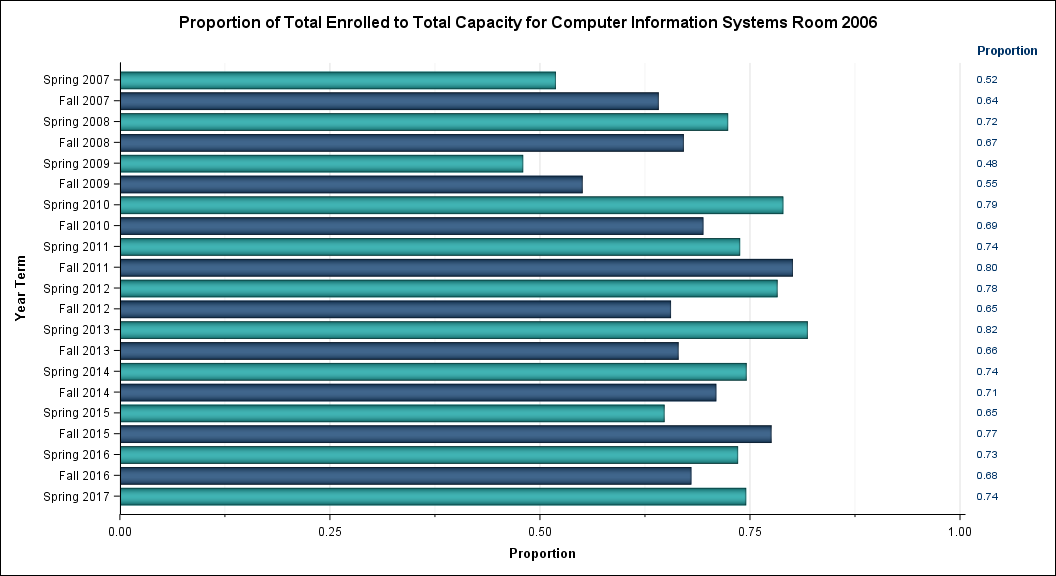 Proportion of Total Enrolled to Total Capacity for Computer Information Systems Room 2006
Proportion
Spring 2007 0.52
Fall 2007 0.64
Spring 2008 0.72
Fall 2008 0.67
Spring 2009 0.48
Fall 2009 0.55
Spring 2010 0.79
Fall 2010 0.69
Spring 2011 0.74
Fall 2011 0.80
Spring 2012 0.78
Fall 2012 0.65
Spring 2013 0.82
Fall 2013 0.66
Spring 2014 0.74
Fall 2014 0.71
Spring 2015 0.65
Fall 2015 0.77
Spring 2016 0.73
Fall 2016 0.68
Spring 2017 0.74
Year Term
0.00 0.25 0.50 0.75 1.00
Proportion